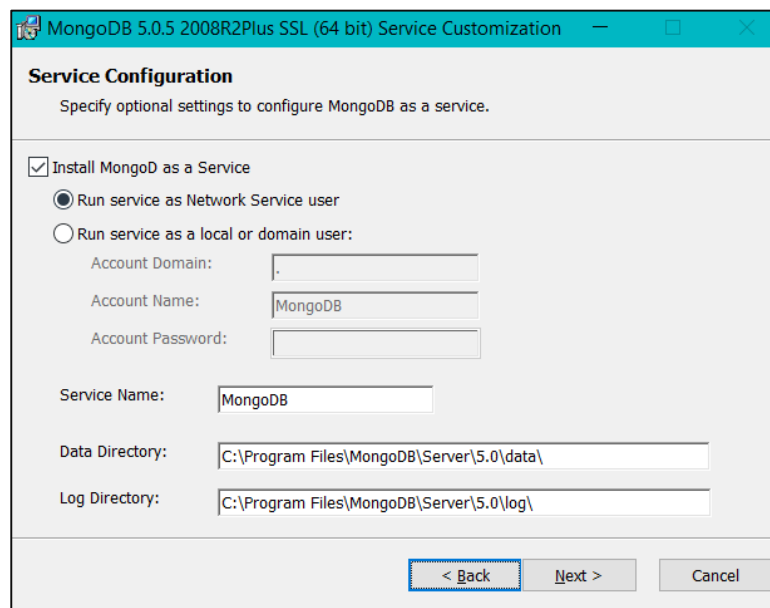 MongoDB 5.0.5 2008R2Plus SSL (64 bit) Service Customization
Service Configuration
Specify optional settings to configure MongoDB as a service.
Install MongoD as a Service
Run service as Network Service user
Run service as a local or domain user:
Account Domain: .
Account Name: MongoDB
Account Password:
Service Name: MongoDB
Data Directory: C:\Program Files\MongoDB\Server\5.0\data\
Log Directory: C:\Program Files\MongoDB\Server\5.0\log\
< Back Next > Cancel